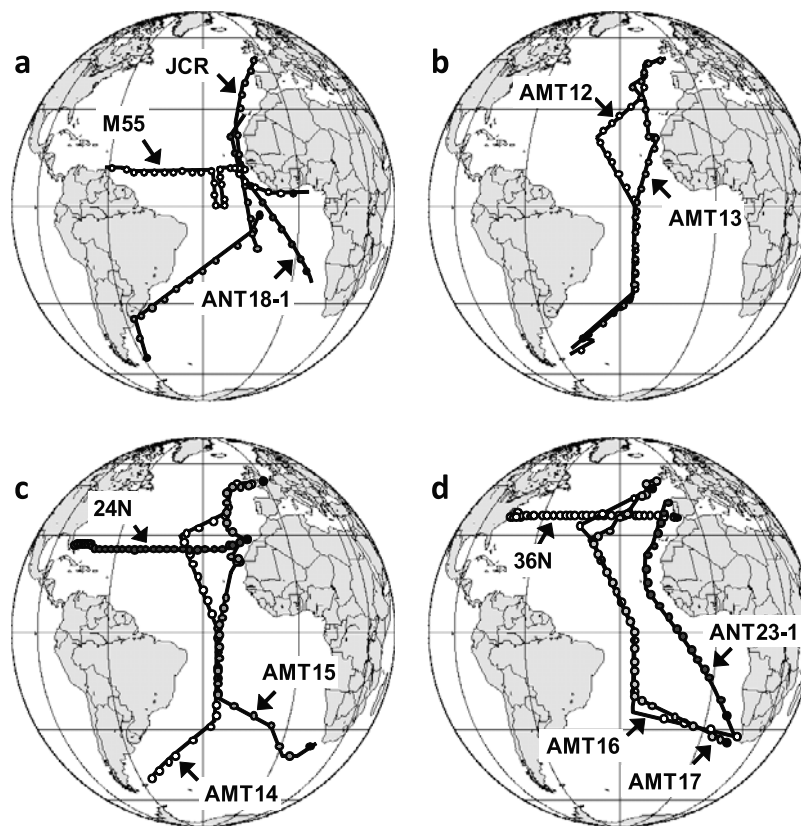 a
JCR
M55
ANT18-1
b
AMT12
AMT13
c
24N
AMT15
AMT14
d
36N
ANT23-1
AMT16
AMT17